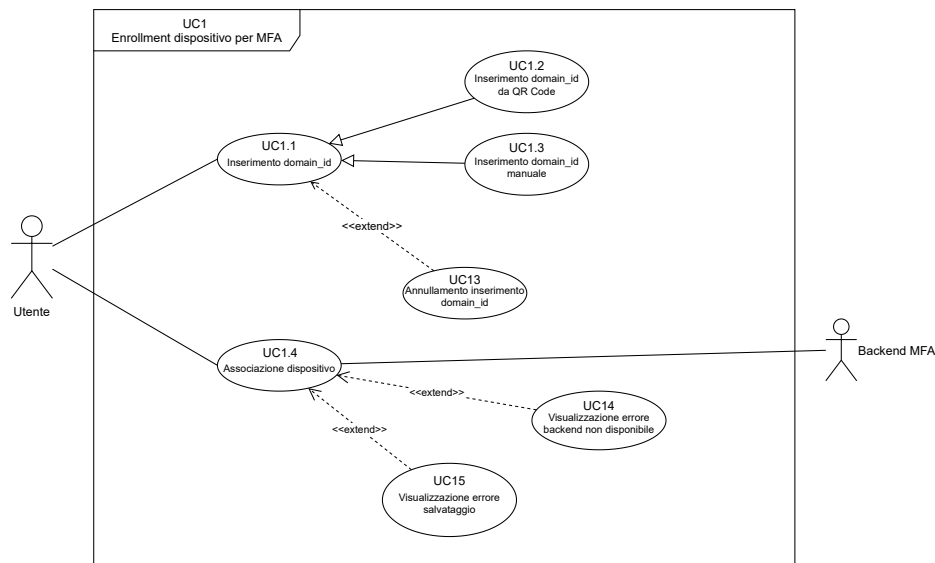 UC1
Enrollment dispositivo per MFA
UC1.2
Inserimento domain_id
da QR Code
UC1.1
Inserimento domain_id
UC1.3
Inserimento domain_id
manuale
<<extend>>
UC13
Annullamento inserimento
domain_id
Utente
UC1.4
Associazione dispositivo
Backend MFA
<<extend>>
UC14
Visualizzazione errore
backend non disponibile
<<extend>>
UC15
Visualizzazione errore
salvataggio